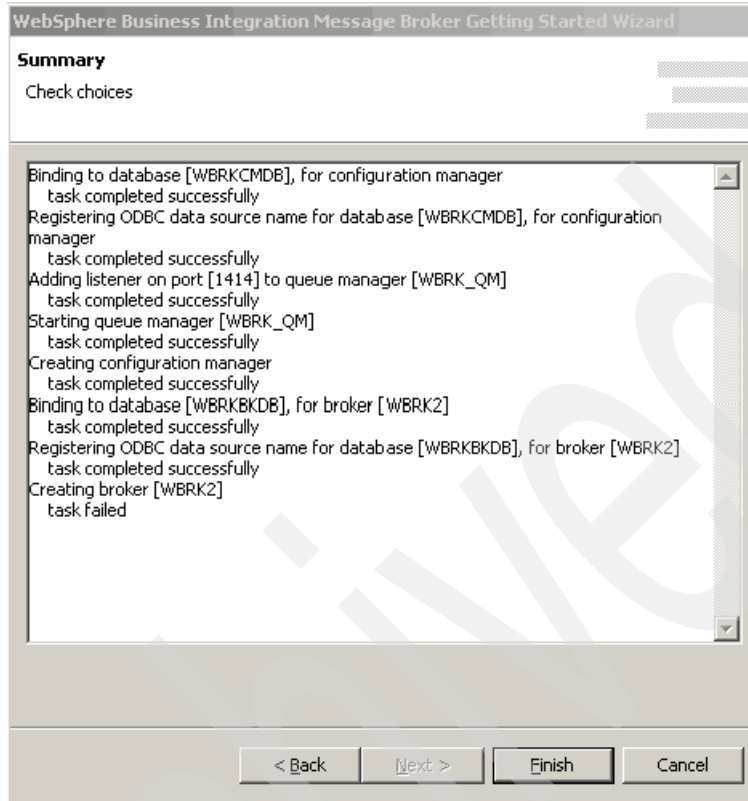 WebSphere Business Integration Message Broker Getting Started Wizard
Summary
Check choices
Binding to database [WBRKCMDB], for configuration manager
task completed successfully
Registering ODBC data source name for database [WBRKCMDB], for configuration
manager
task completed successfully
Adding listener on port [1414] to queue manager [WBRK_QM]
task completed successfully
Starting queue manager [WBRK_QM]
task completed successfully
Creating configuration manager
task completed successfully
Binding to database [WBRKBKDB], for broker [WBRK2]
task completed successfully
Registering ODBC data source name for database [WBRKBKDB], for broker [WBRK2]
task completed successfully
Creating broker [WBRK2]
task failed
< Back Next > Finish Cancel